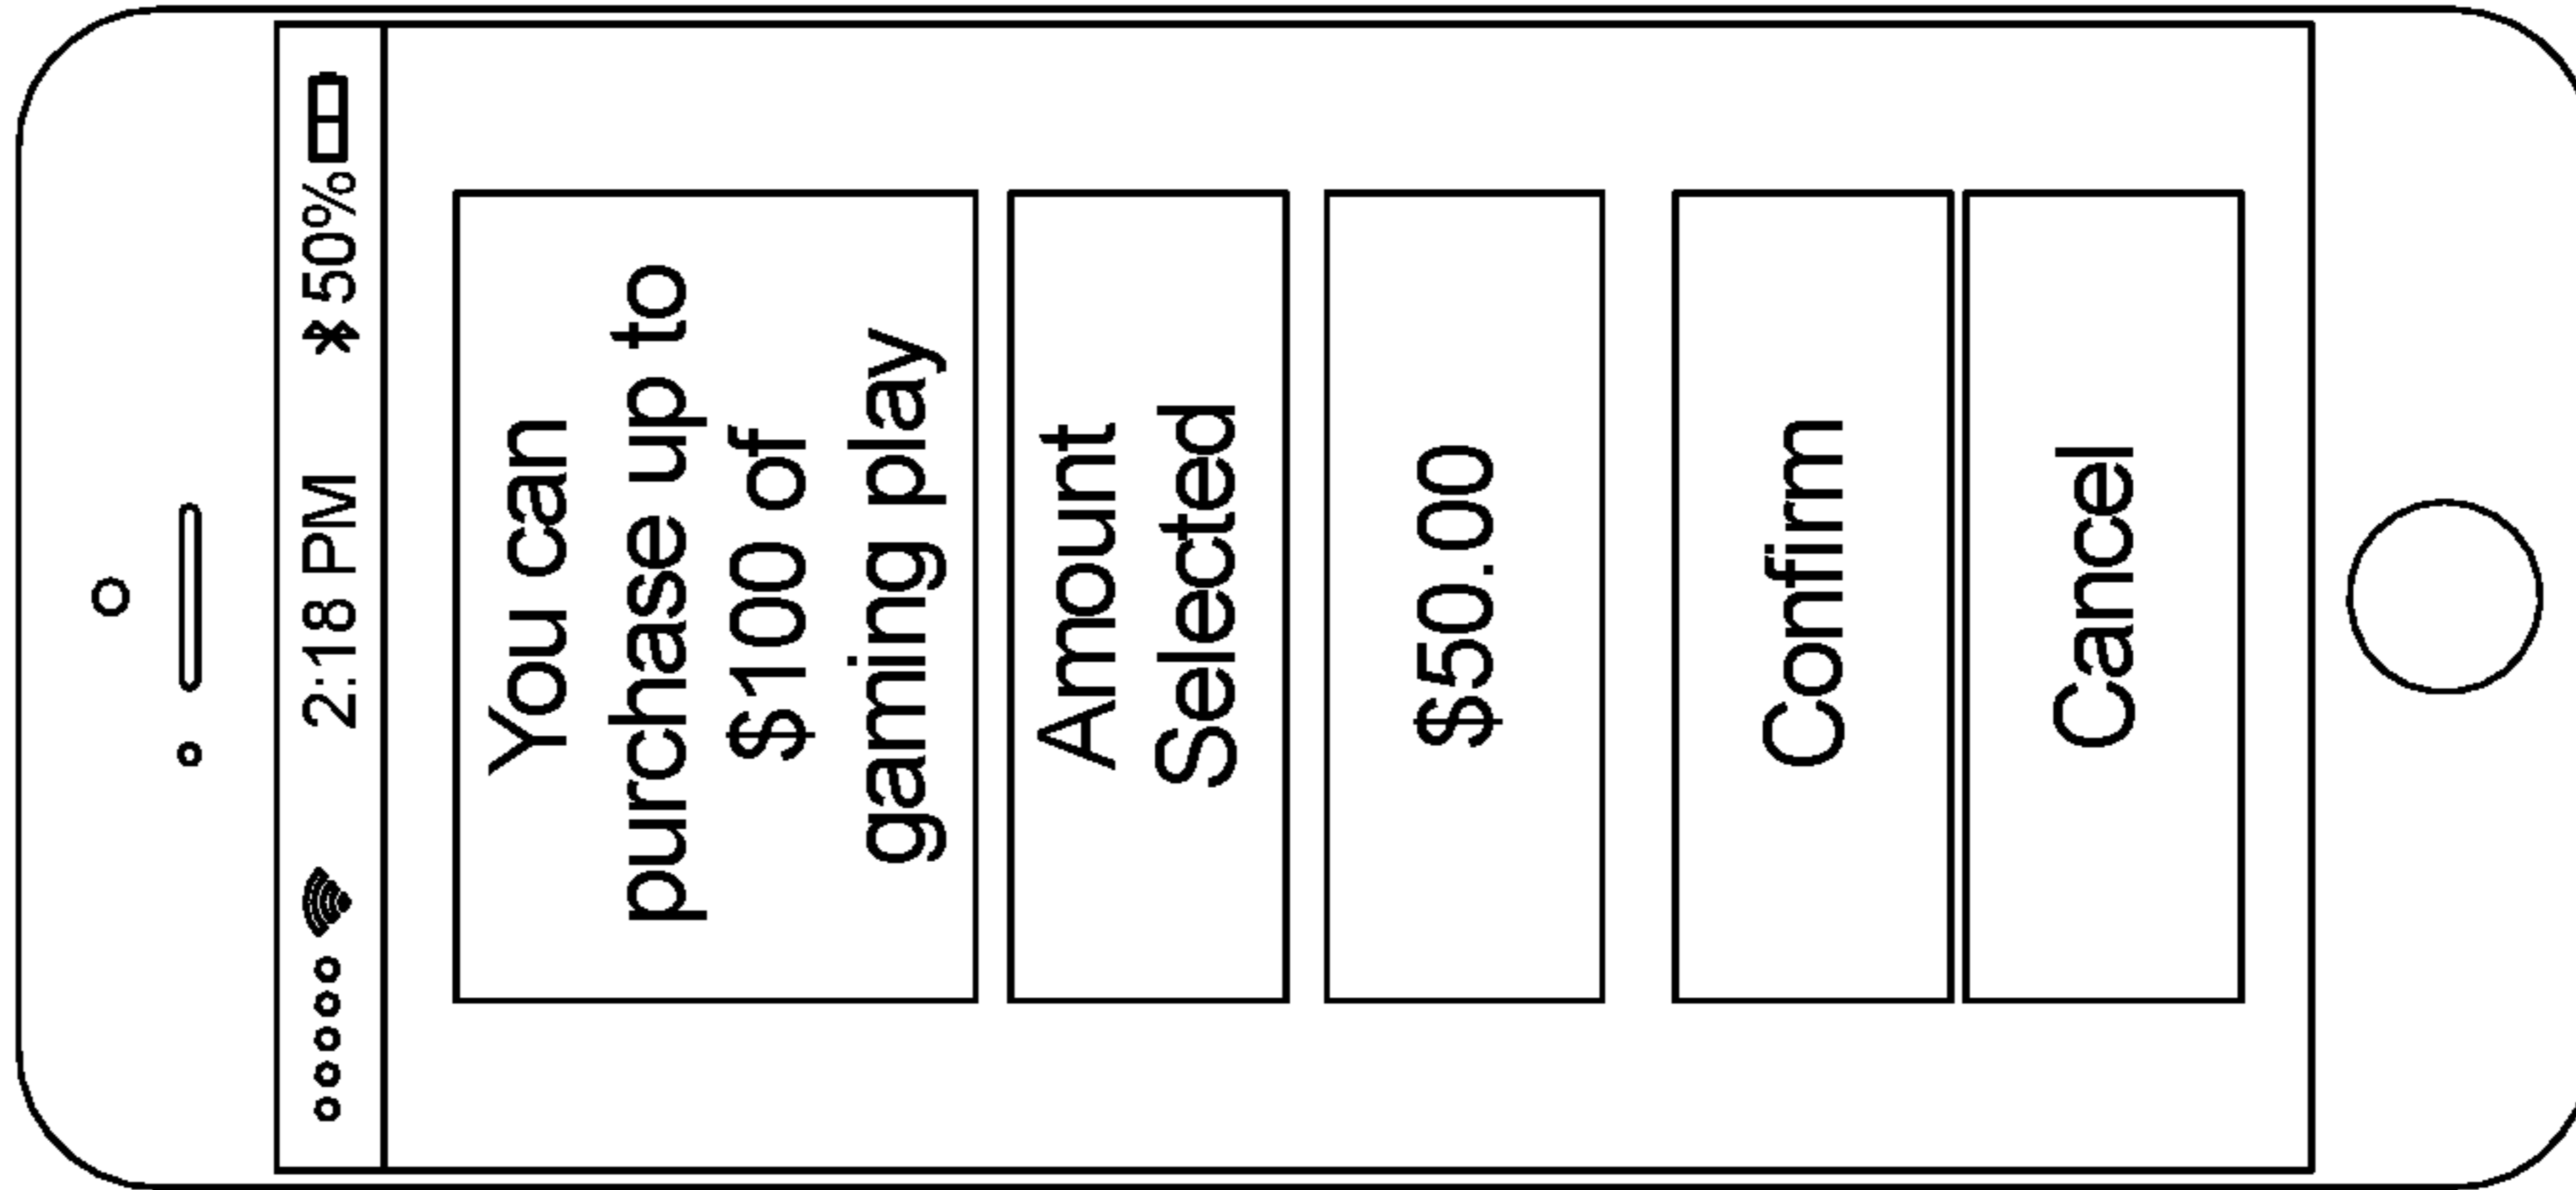 2:18 PM 50%
You can
purchase up to
$100 of
gaming play
Amount
Selected
$50.00
Confirm
Cancel